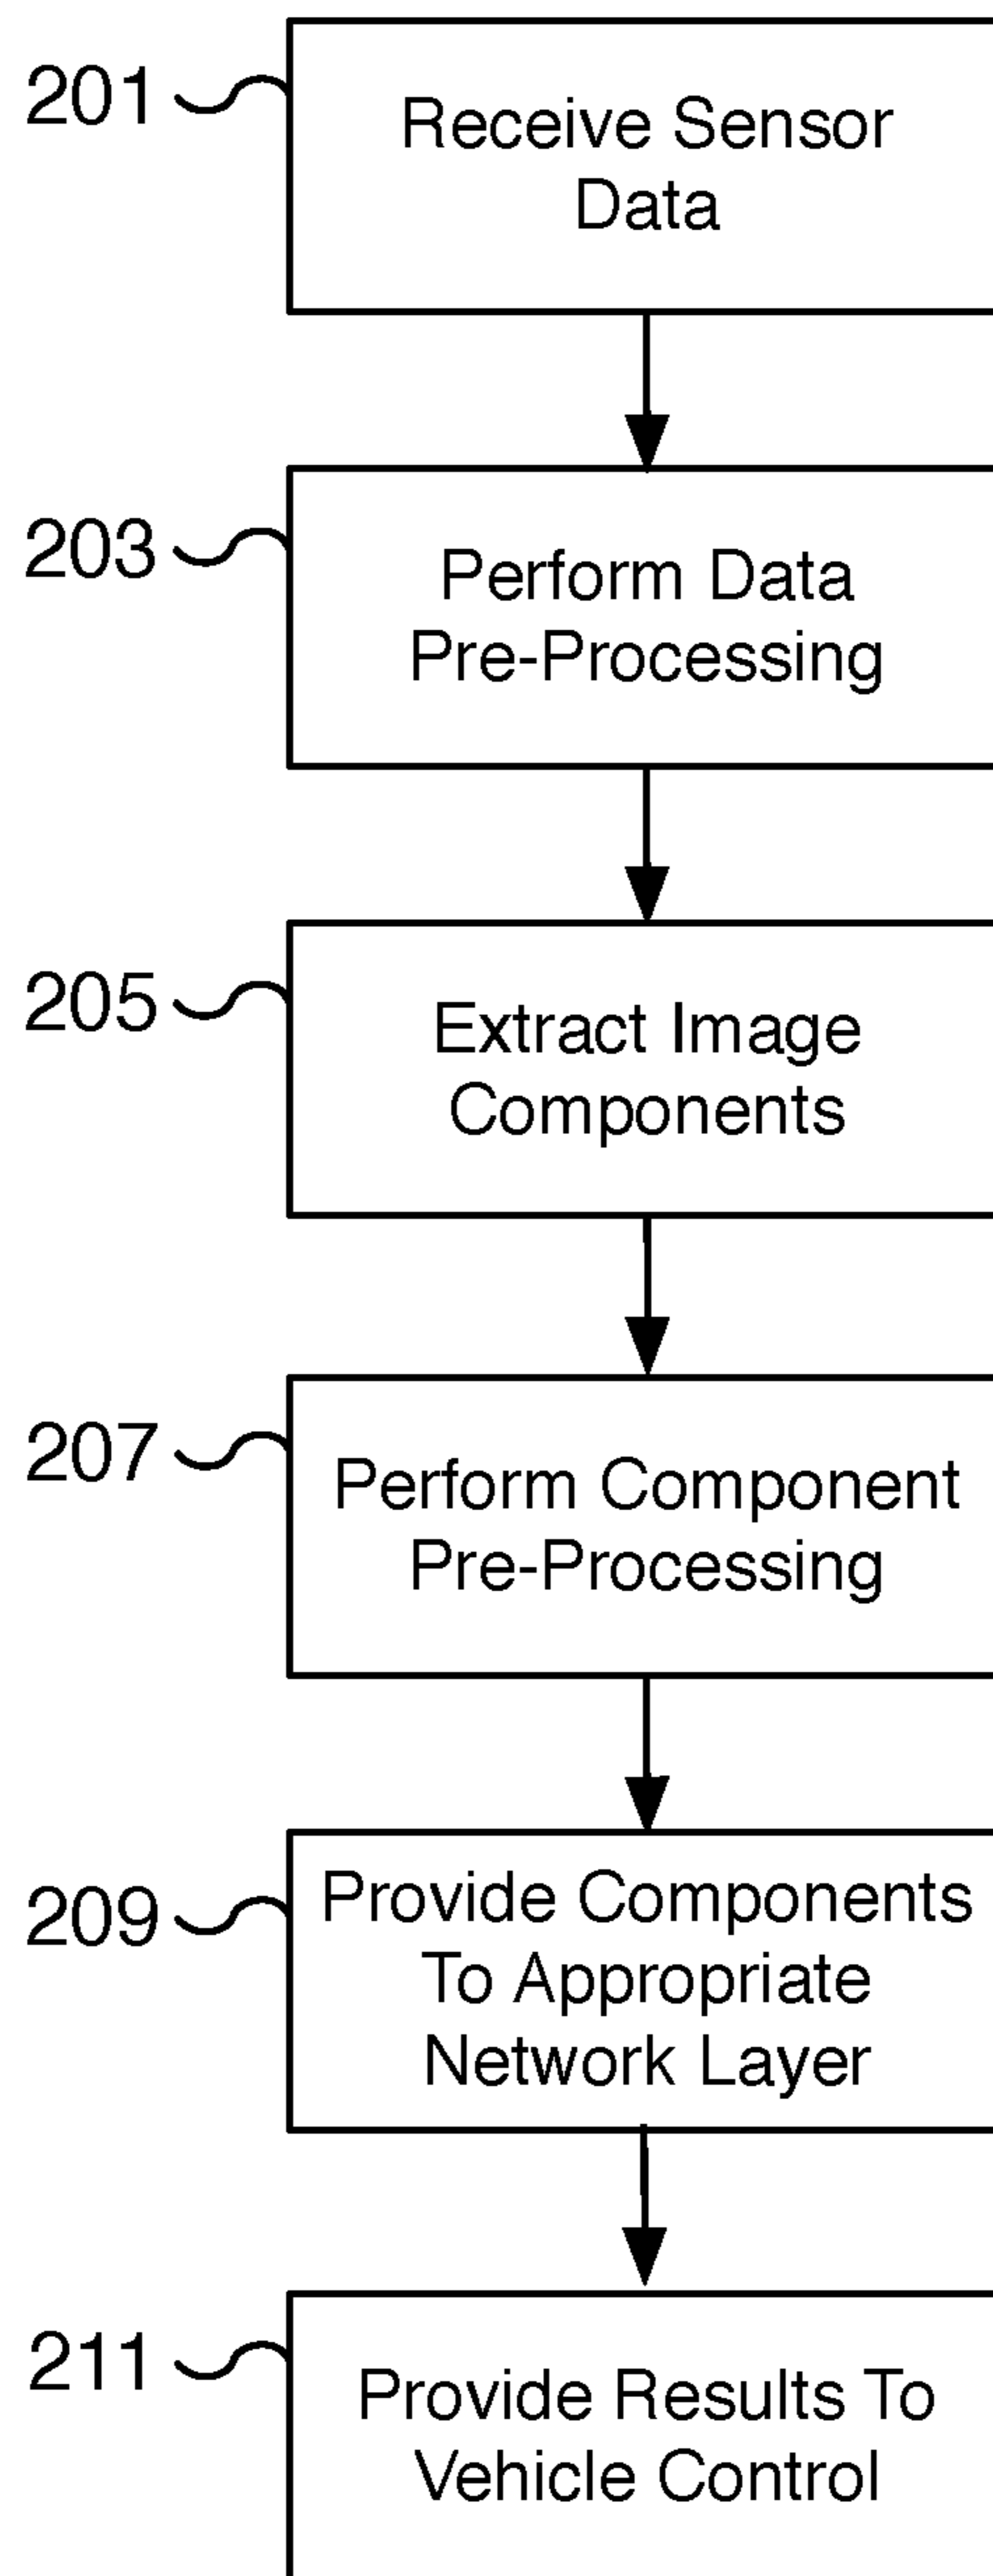 201
Receive Sensor
Data
203
Perform Data
Pre-Processing
205
Extract Image
Components
207
Perform Component
Pre-Processing
209
Provide Components
To Appropriate
Network Layer
211
Provide Results To
Vehicle Control